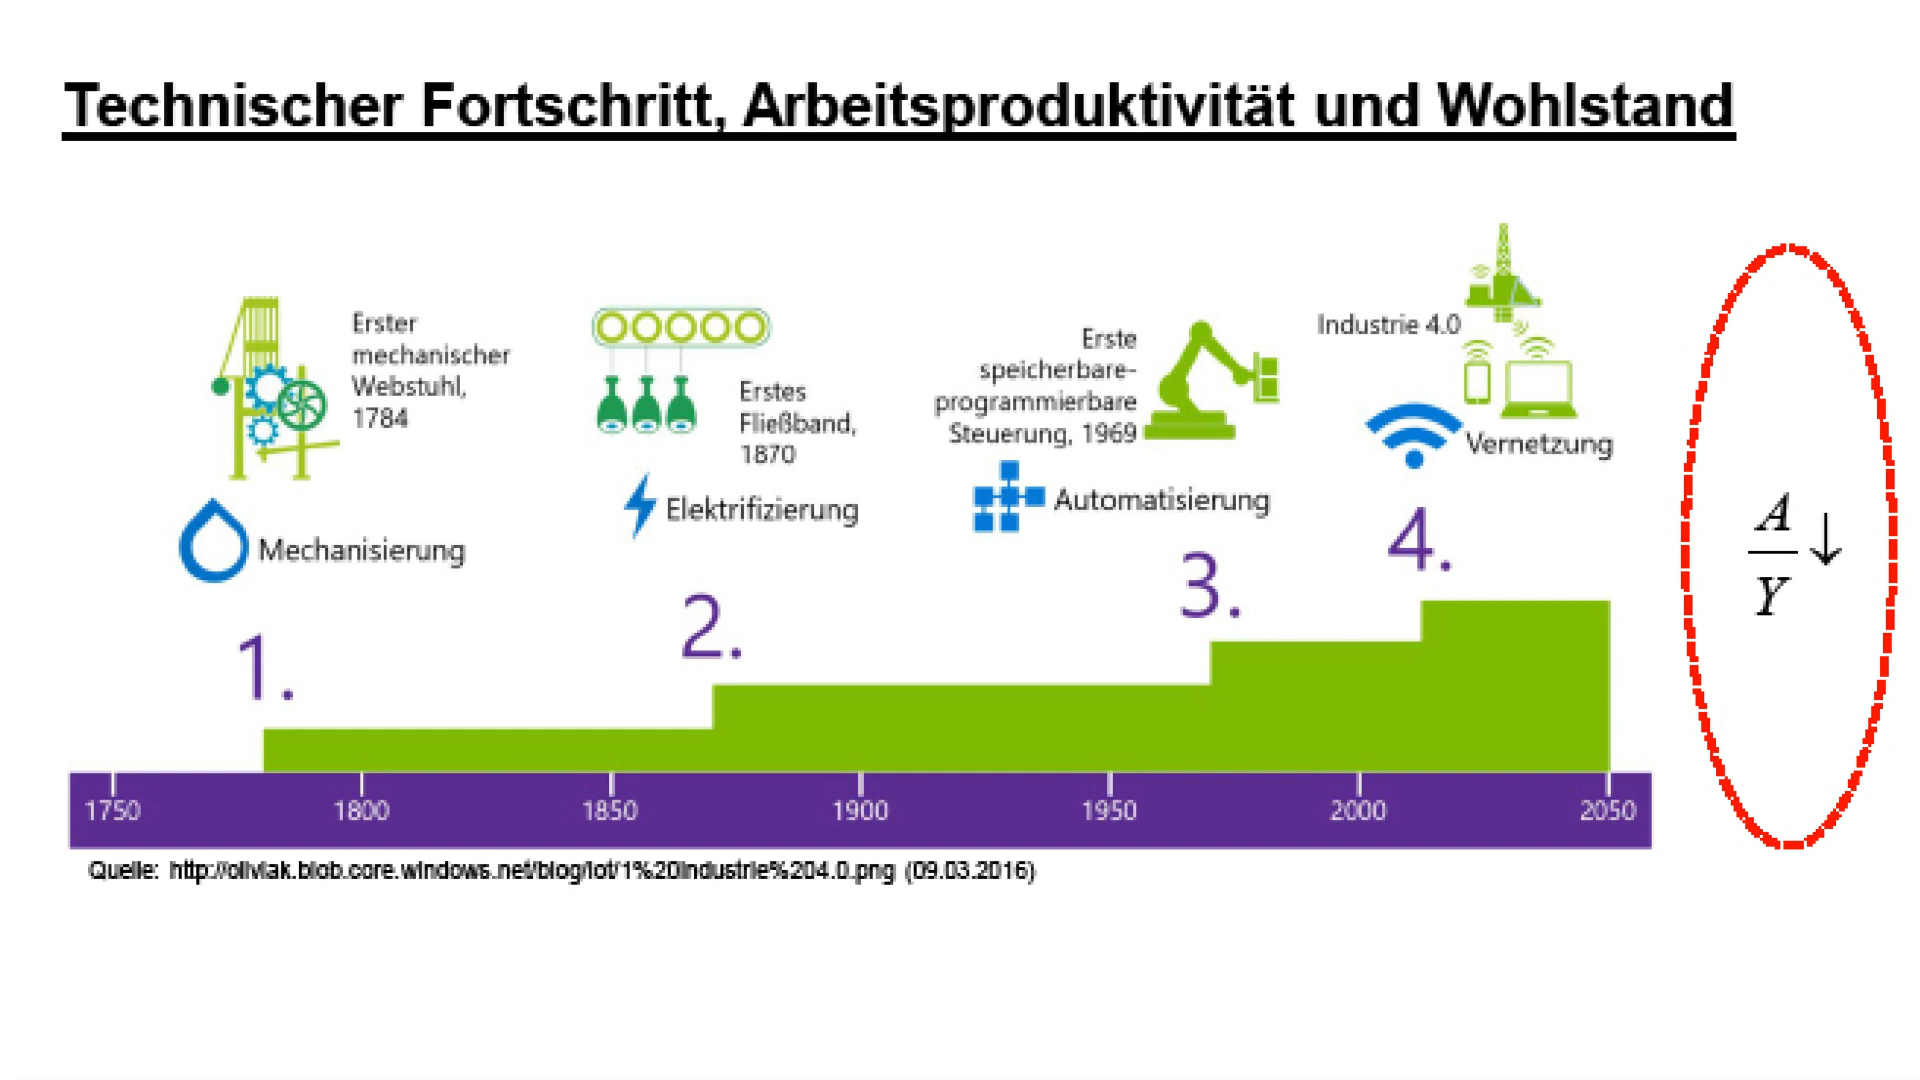 Technischer Fortschritt, Arbeitsproduktivität und Wohlstand
Erster
mechanischer
Webstuhl,
1784
Mechanisierung
1.
Erstes
Fließband,
1870
Elektrifizierung
2.
Erste
speicherbare-
programmierbare
Steuerung, 1969
Automatisierung
3.
Industrie 4.0
Vernetzung
4.
A
Y
↓
1750 1800 1850 1900 1950 2000 2050
Quelle: http://oliviak.blob.core.windows.net/blog/iot/1%20Industrie%204.0.png (09.03.2016)